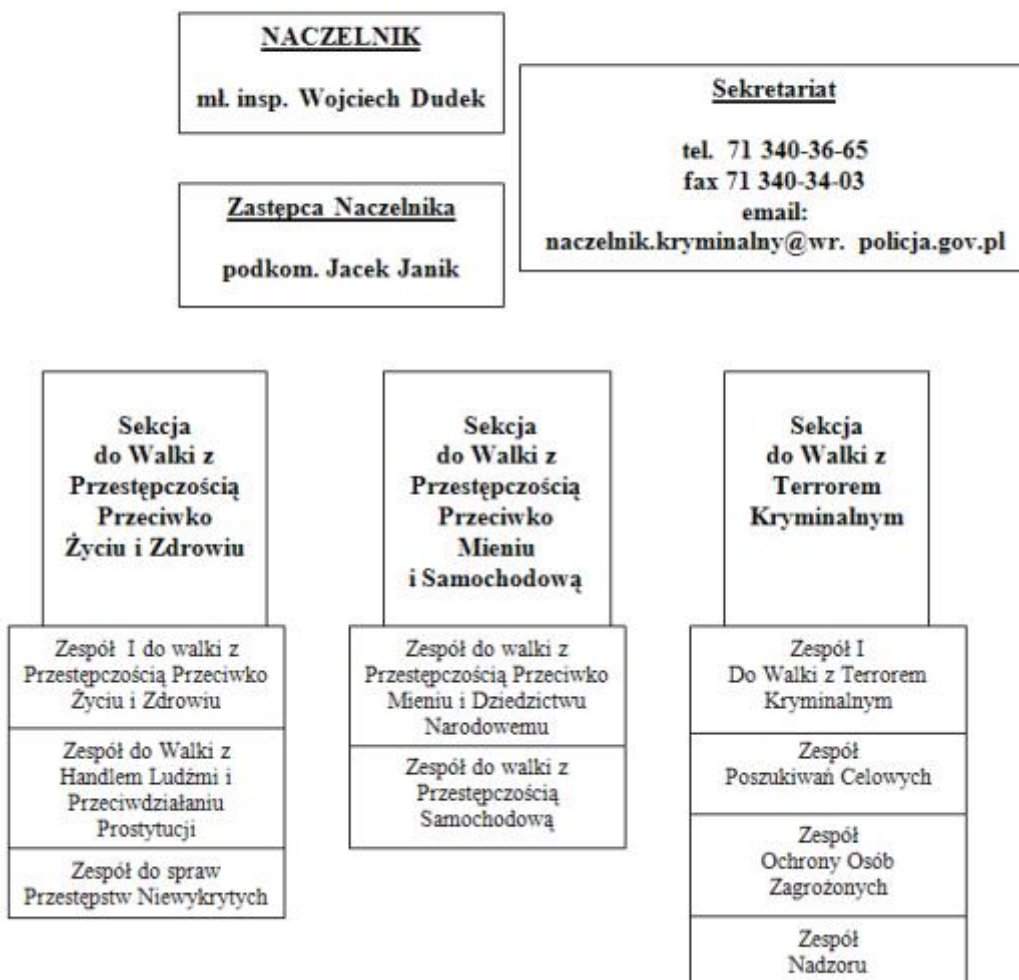 NACZELNIK
mł. insp. Wojciech Dudek
Sekretariat
tel. 71 340-36-65
fax 71 340-34-03
email:
naczelnik.kryminalny@wr. policja.gov.pl
Zastępca Naczelnika
podkom. Jacek Janik
Sekcja
do Walki z
Przestępczością
Przeciwko
Życiu i Zdrowiu
Zespół I do walki z
Przestępczością Przeciwko
Życiu i Zdrowiu
Zespół do Walki z
Handlem Ludźmi i
Przeciwdziałaniu
Prostytucji
Zespół do spraw
Przestępstw Niewykrytych
Sekcja
do Walki z
Przestępczością
Przeciwko
Mieniu
i Samochodową
Zespół do walki z
Przestępczością Przeciwko
Mieniu i Dziedzictwu
Narodowemu
Zespół do walki z
Przestępczością
Samochodową
Sekcja
do Walki z
Terrorem
Kryminalnym
Zespół I
Do Walki z Terrorem
Kryminalnym
Zespół
Poszukiwań Celowych
Zespół
Ochrony Osób
Zagrożonych
Zespół
Nadzoru